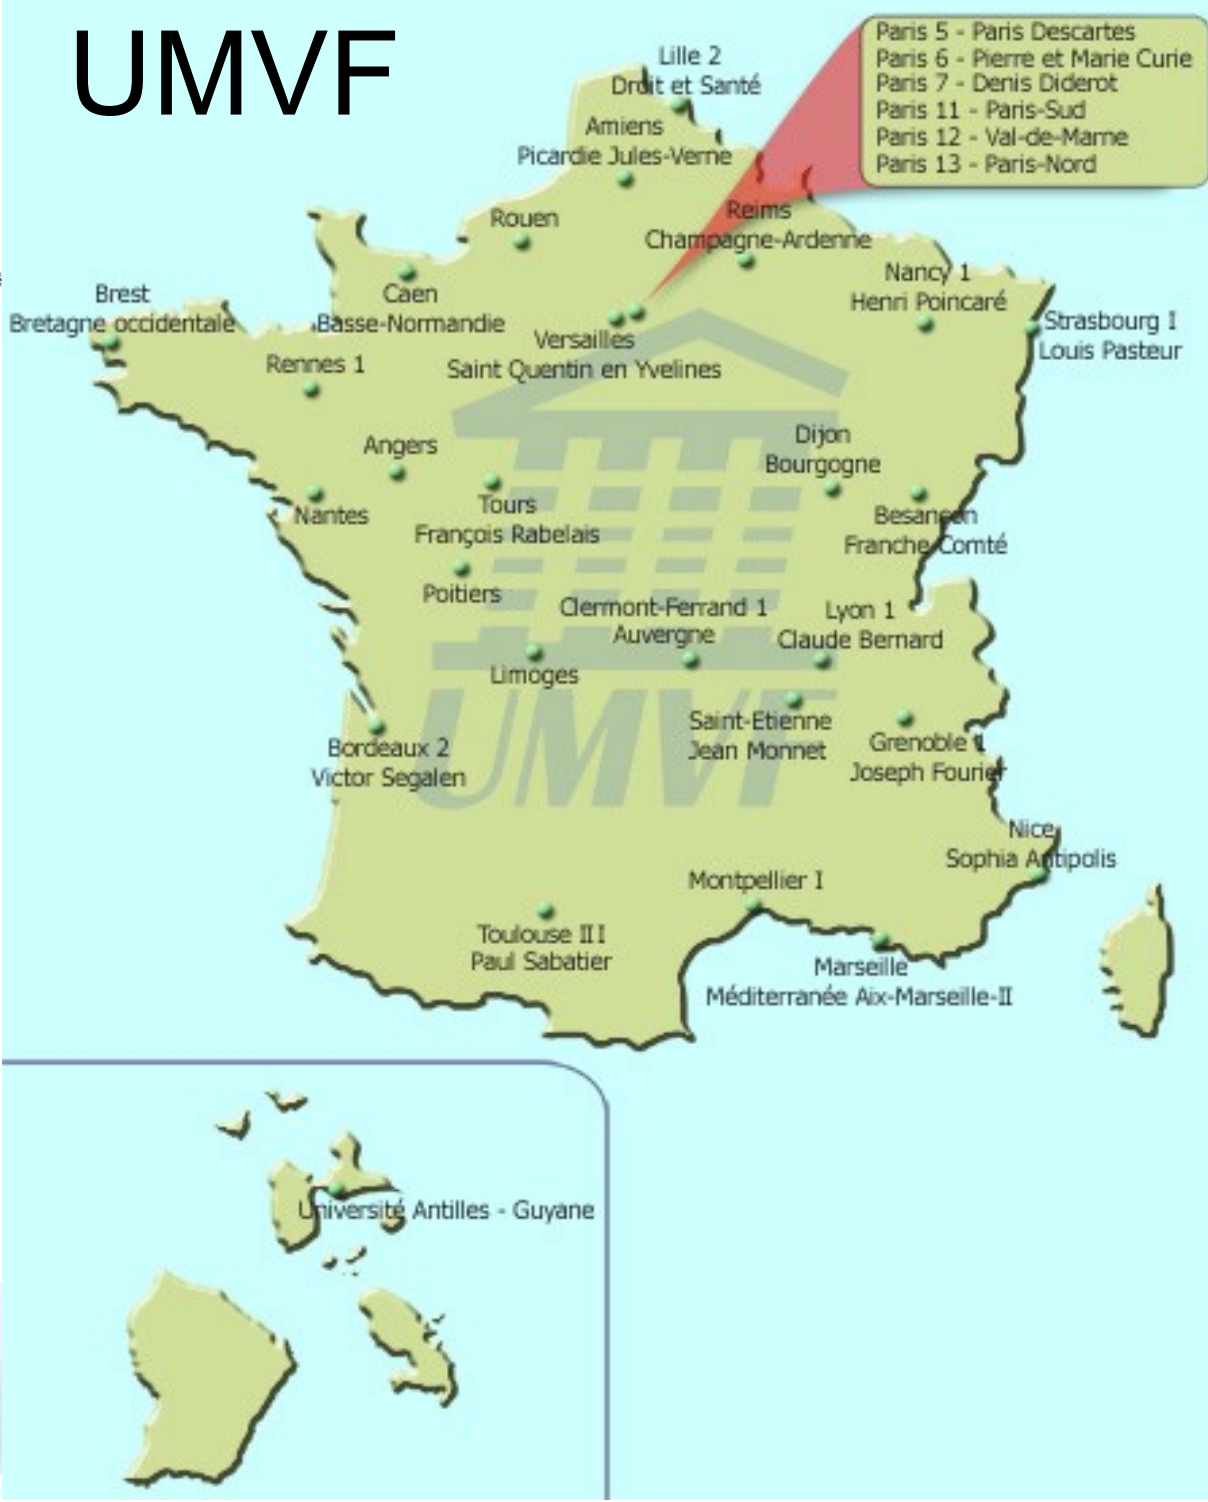 UMVF
Paris 5 - Paris Descartes
Paris 6 - Pierre et Marie Curie
Paris 7 - Denis Diderot
Paris 11 - Paris-Sud
Paris 12 - Val-de-Marne
Paris 13 - Paris-Nord
Lille 2
Droit et Santé
Amiens
Picardie Jules-Verne
Rouen
Reims
Champagne-Ardenne
Nancy 1
Henri Poincaré
Caen
Basse-Normandie
Brest
Bretagne occidentale
Strasbourg I
Louis Pasteur
Versailles
Saint Quentin en Yvelines
Rennes 1
Angers
Dijon
Bourgogne
Nantes
Tours
François Rabelais
Besançon
Franche Comté
Poitiers
Clermont-Ferrand 1
Auvergne
Lyon 1
Claude Bernard
Limoges
Saint-Etienne
Jean Monnet
Grenoble 1
Joseph Fourier
Bordeaux 2
Victor Segalen
UMVF
Nice
Sophia Antipolis
Montpellier I
Toulouse III
Paul Sabatier
Marseille
Méditerranée Aix-Marseille-II
Université Antilles - Guyane